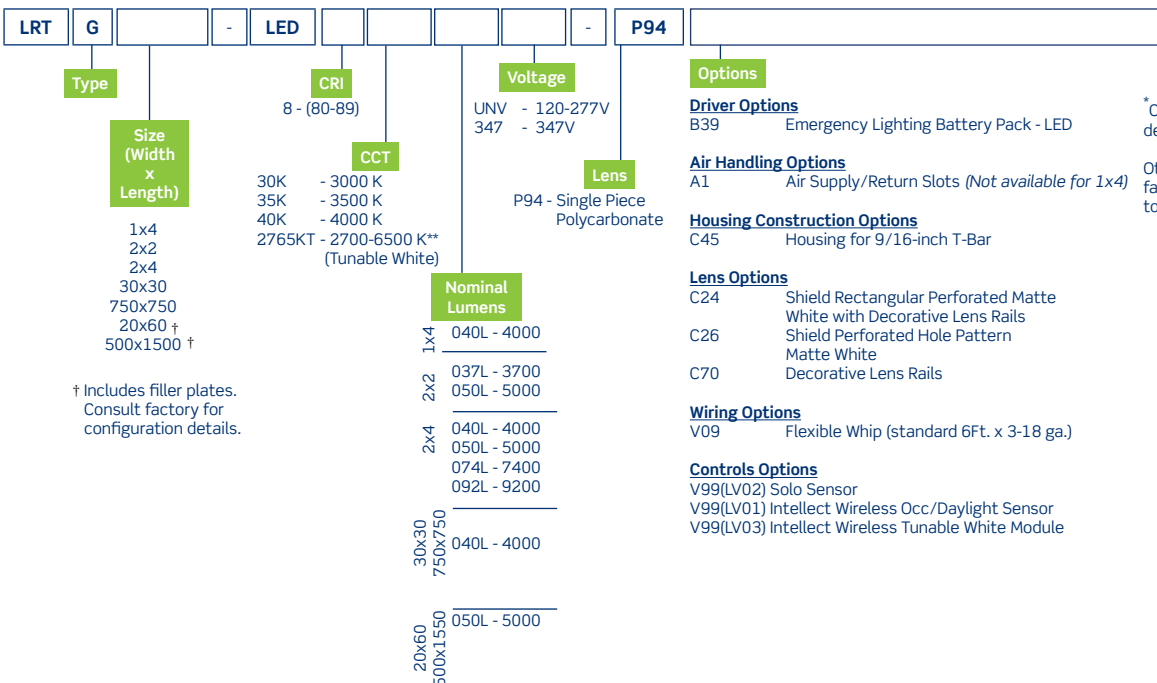 LRT G - LED - P94
Type
Size
(Width
x
Length)
1x4
2x2
2x4
30x30
750x750
20x60 †
500x1500 †
† Includes filler plates.
Consult factory for
configuration details.
CRI
8 - (80-89)
CCT
30K - 3000 K
35K - 3500 K
40K - 4000 K
2765KT - 2700-6500 K**
(Tunable White)
Nominal
Lumens
1x4
040L - 4000
2x2
037L - 3700
050L - 5000
2x4
040L - 4000
050L - 5000
074L - 7400
092L - 9200
30x30
750x750
040L - 4000
20x60
500x1550
050L - 5000
Voltage
UNV - 120-277V
347 - 347V
Lens
P94 - Single Piece
Polycarbonate
Options
Driver Options
B39 Emergency Lighting Battery Pack - LED
Air Handling Options
A1 Air Supply/Return Slots (Not available for 1x4)
Housing Construction Options
C45 Housing for 9/16-inch T-Bar
Lens Options
C24 Shield Rectangular Perforated Matte
White with Decorative Lens Rails
C26 Shield Perforated Hole Pattern
Matte White
C70 Decorative Lens Rails
Wiring Options
V09 Flexible Whip (standard 6Ft. x 3-18 ga.)
Controls Options
V99(LV02) Solo Sensor
V99(LV01) Intellect Wireless Occ/Daylight Sensor
V99(LV03) Intellect Wireless Tunable White Module